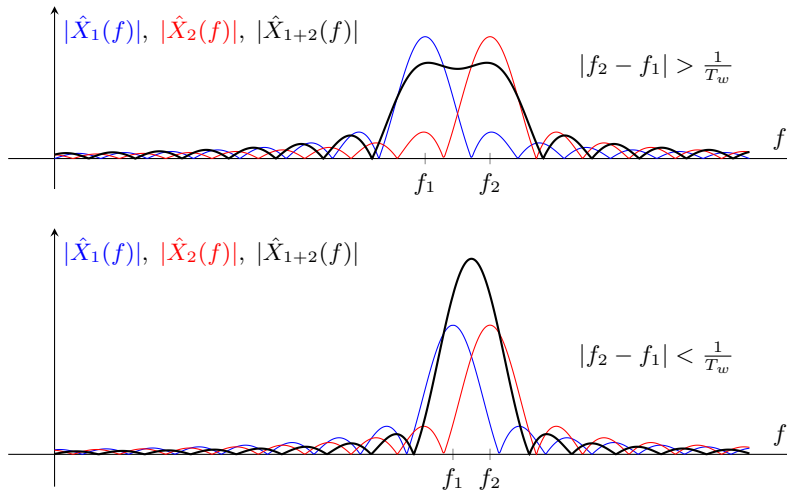 |X̂₁(f)|, |X̂₂(f)|, |X̂₁₊₂(f)|
|f₂ − f₁| > 1/T_w
f
f₁ f₂
|X̂₁(f)|, |X̂₂(f)|, |X̂₁₊₂(f)|
|f₂ − f₁| < 1/T_w
f
f₁ f₂